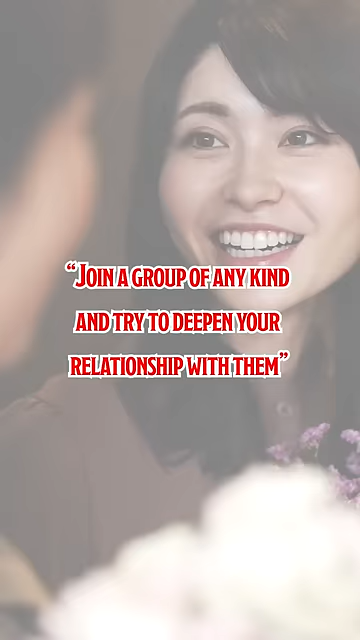 “Join a group of any kind
and try to deepen your
relationship with them”